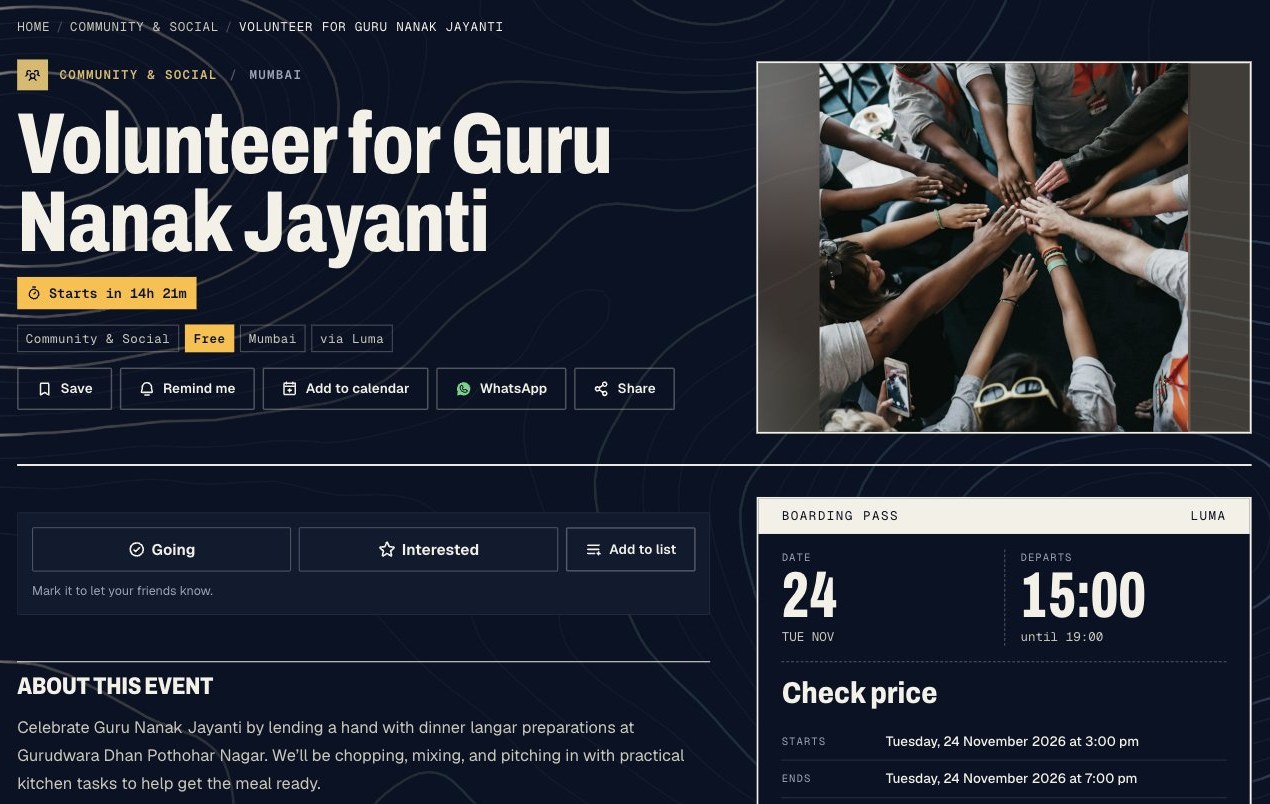 HOME / COMMUNITY & SOCIAL / VOLUNTEER FOR GURU NANAK JAYANTI
COMMUNITY & SOCIAL / MUMBAI
Volunteer for Guru
Nanak Jayanti
Starts in 14h 21m
Community & Social Free Mumbai via Luma
Save Remind me Add to calendar WhatsApp Share
Going Interested Add to list
Mark it to let your friends know.
ABOUT THIS EVENT
Celebrate Guru Nanak Jayanti by lending a hand with dinner langar preparations at
Gurudwara Dhan Pothohar Nagar. We’ll be chopping, mixing, and pitching in with practical
kitchen tasks to help get the meal ready.
BOARDING PASS LUMA
DATE DEPARTS
24 15:00
TUE NOV until 19:00
Check price
STARTS Tuesday, 24 November 2026 at 3:00 pm
ENDS Tuesday, 24 November 2026 at 7:00 pm